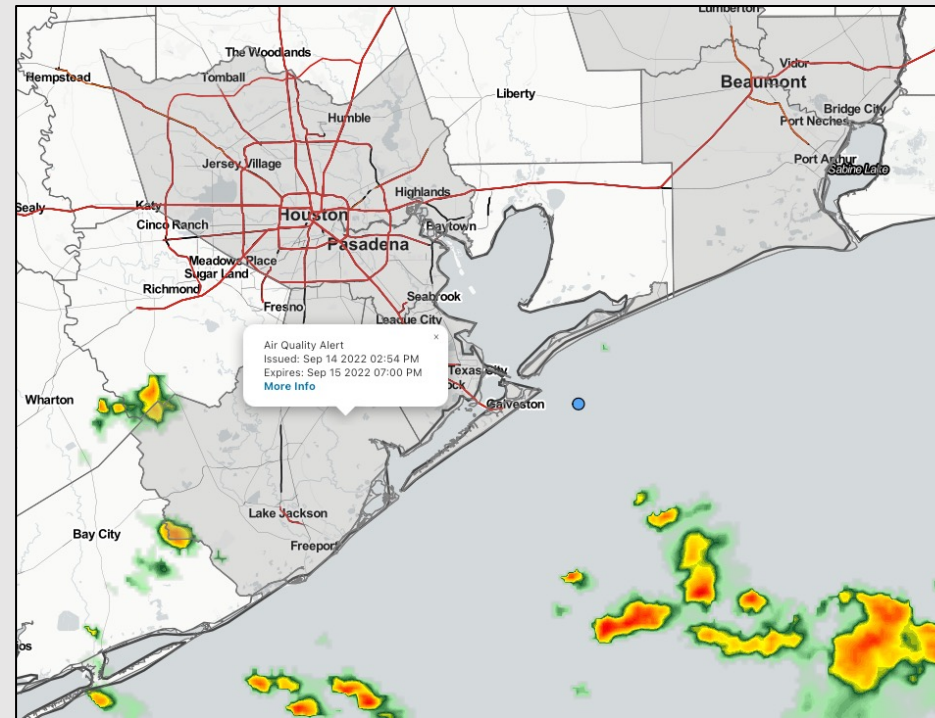 Lumberton
The Woodlands
Hempstead
Tomball
Vidor
Beaumont
Liberty
Bridge City
Humble
Port Neches
Jersey Village
Port Arthur
Sabine Lake
Highlands
Sealy
Katy
Houston
Cinco Ranch
Baytown
Pasadena
Meadows Place
Sugar Land
Richmond
Seabrook
Fresno
League City
Air Quality Alert
×
Issued: Sep 14 2022 02:54 PM
Expires: Sep 15 2022 07:00 PM
More Info
Texas City
ock
Wharton
Galveston
Lake Jackson
Bay City
Freeport
ios